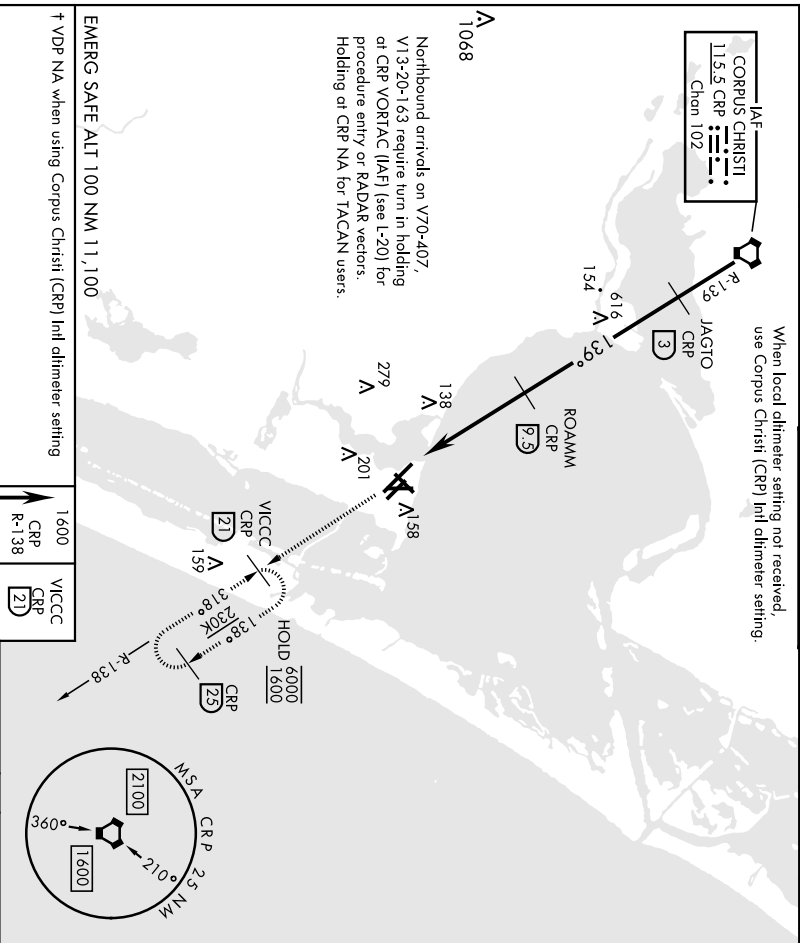 When local altimeter setting not received,
use Corpus Christi (CRP) Intl altimeter setting.
IAF
CORPUS CHRISTI
115.5 CRP
Chan 102
R-139
JAGTO
CRP
3
616
154
139°
ROAMM
CRP
9.5
1068
Northbound arrivals on V70-407,
V13-20-163 require turn in holding
at CRP VORTAC (IAF) (see L-20) for
procedure entry or RADAR vectors.
Holding at CRP NA for TACAN users.
138
279
201
158
VICCC
CRP
21
159
HOLD
6000
1600
318°
230K
138°
CRP
25
R-138
MSA CRP 25 NM
2100
1600
360°
210°
EMERG SAFE ALT 100 NM 11,100
† VDP NA when using Corpus Christi (CRP) Intl altimeter setting
1600
CRP
R-138
VICCC
CRP
21